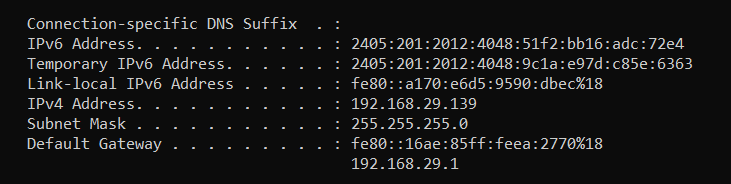 Connection-specific DNS Suffix  . :
IPv6 Address. . . . . . . . . . . : 2405:201:2012:4048:51f2:bb16:adc:72e4
Temporary IPv6 Address. . . . . . : 2405:201:2012:4048:9c1a:e97d:c85e:6363
Link-local IPv6 Address . . . . . : fe80::a170:e6d5:9590:dbec%18
IPv4 Address. . . . . . . . . . . : 192.168.29.139
Subnet Mask . . . . . . . . . . . : 255.255.255.0
Default Gateway . . . . . . . . . : fe80::16ae:85ff:feea:2770%18
192.168.29.1